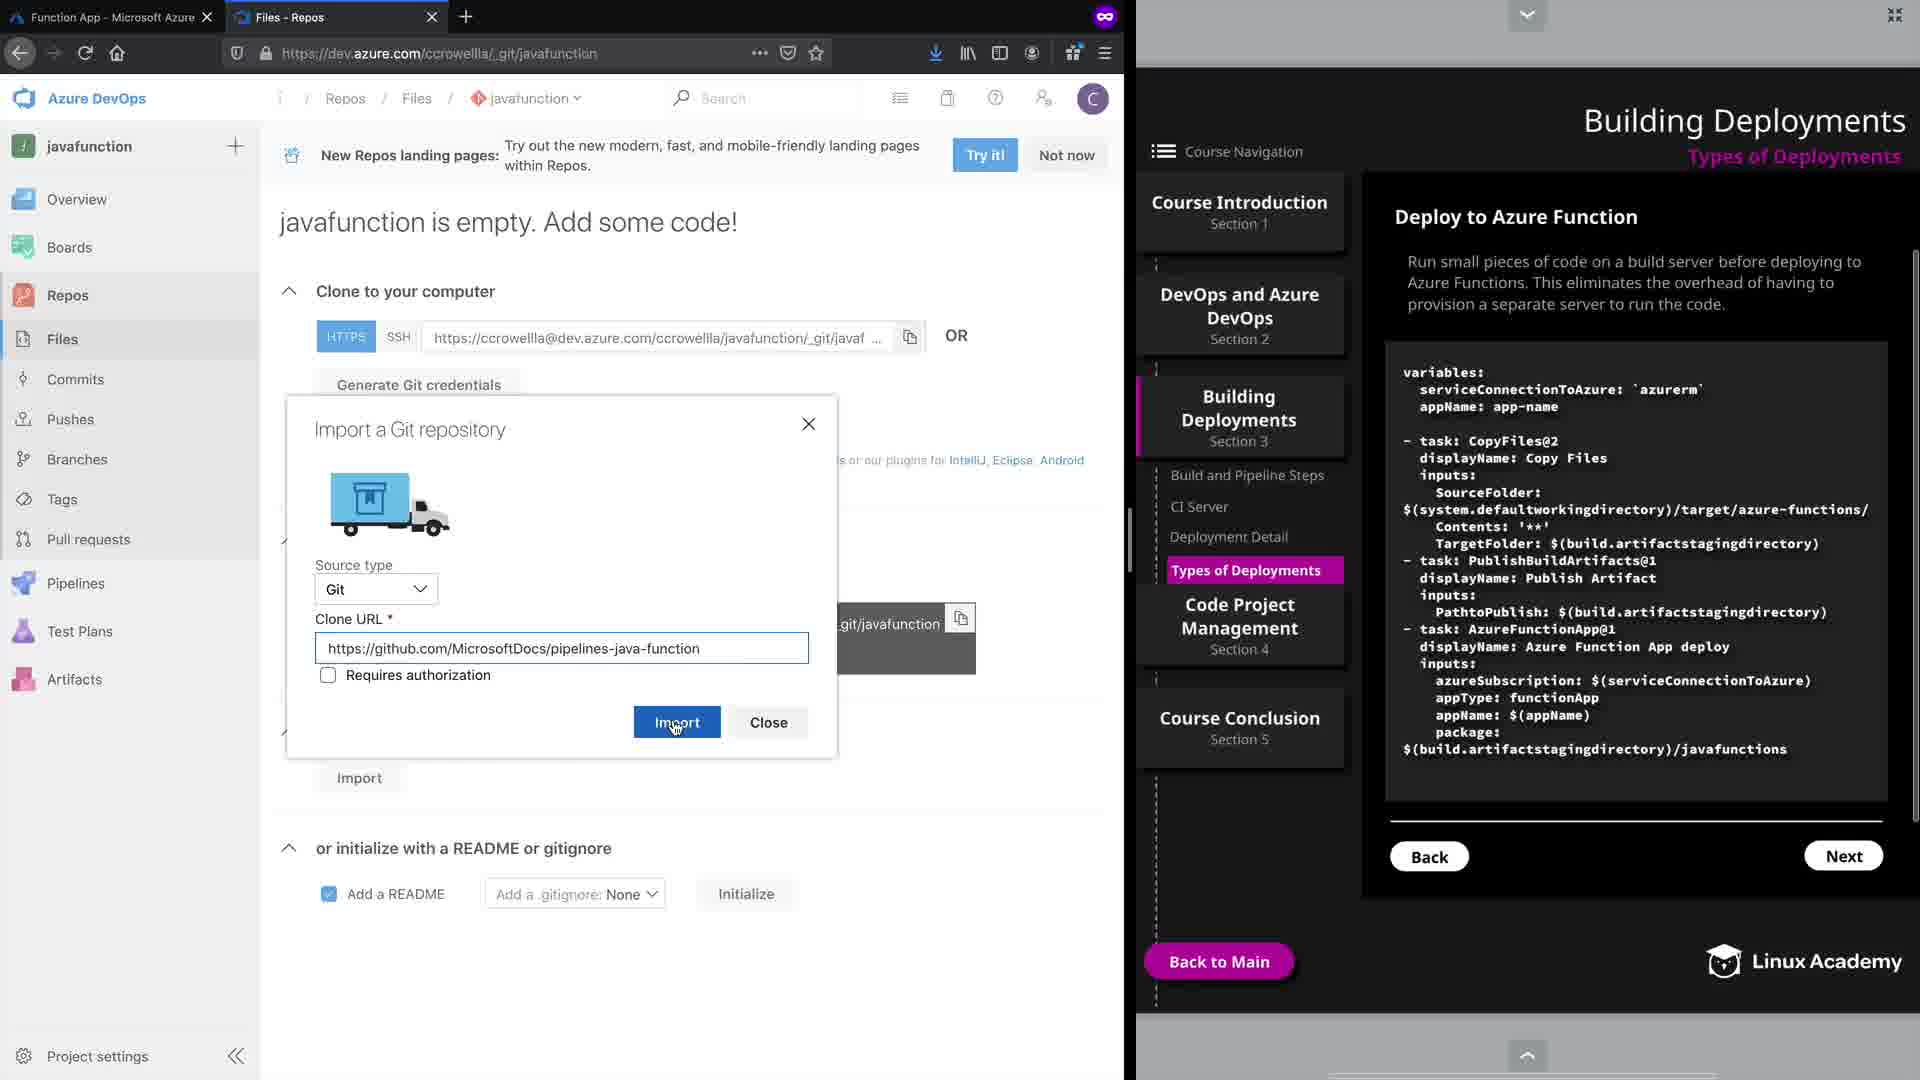 Function App - Microsoft Azure
Files - Repos
https://dev.azure.com/ccrowellla/_git/javafunction
Azure DevOps
/ Repos / Files / javafunction
Search
C
javafunction
Overview
Boards
Repos
Files
Commits
Pushes
Branches
Tags
Pull requests
Pipelines
Test Plans
Artifacts
Project settings
New Repos landing pages: Try out the new modern, fast, and mobile-friendly landing pages
within Repos.
Try it!
Not now
javafunction is empty. Add some code!
Clone to your computer
HTTPS
SSH
https://ccrowellla@dev.azure.com/ccrowellla/javafunction/_git/javaf ...
OR
Generate Git credentials
or our plugins for IntelliJ, Eclipse, Android
Import a Git repository
Source type
Git
Clone URL *
https://github.com/MicrosoftDocs/pipelines-java-function
Requires authorization
Import
Close
_git/javafunction
Import
or initialize with a README or gitignore
Add a README
Add a .gitignore: None
Initialize
Building Deployments
Types of Deployments
Course Navigation
Course Introduction
Section 1
DevOps and Azure
DevOps
Section 2
Building
Deployments
Section 3
Build and Pipeline Steps
CI Server
Deployment Detail
Types of Deployments
Code Project
Management
Section 4
Course Conclusion
Section 5
Back to Main
Deploy to Azure Function
Run small pieces of code on a build server before deploying to
Azure Functions. This eliminates the overhead of having to
provision a separate server to run the code.
variables:
serviceConnectionToAzure: `azurerm`
appName: app-name
- task: CopyFiles@2
displayName: Copy Files
inputs:
SourceFolder:
$(system.defaultworkingdirectory)/target/azure-functions/
Contents: '**'
TargetFolder: $(build.artifactstagingdirectory)
- task: PublishBuildArtifacts@1
displayName: Publish Artifact
inputs:
PathtoPublish: $(build.artifactstagingdirectory)
- task: AzureFunctionApp@1
displayName: Azure Function App deploy
inputs:
azureSubscription: $(serviceConnectionToAzure)
appType: functionApp
appName: $(appName)
package:
$(build.artifactstagingdirectory)/javafunctions
Back
Next
Linux Academy